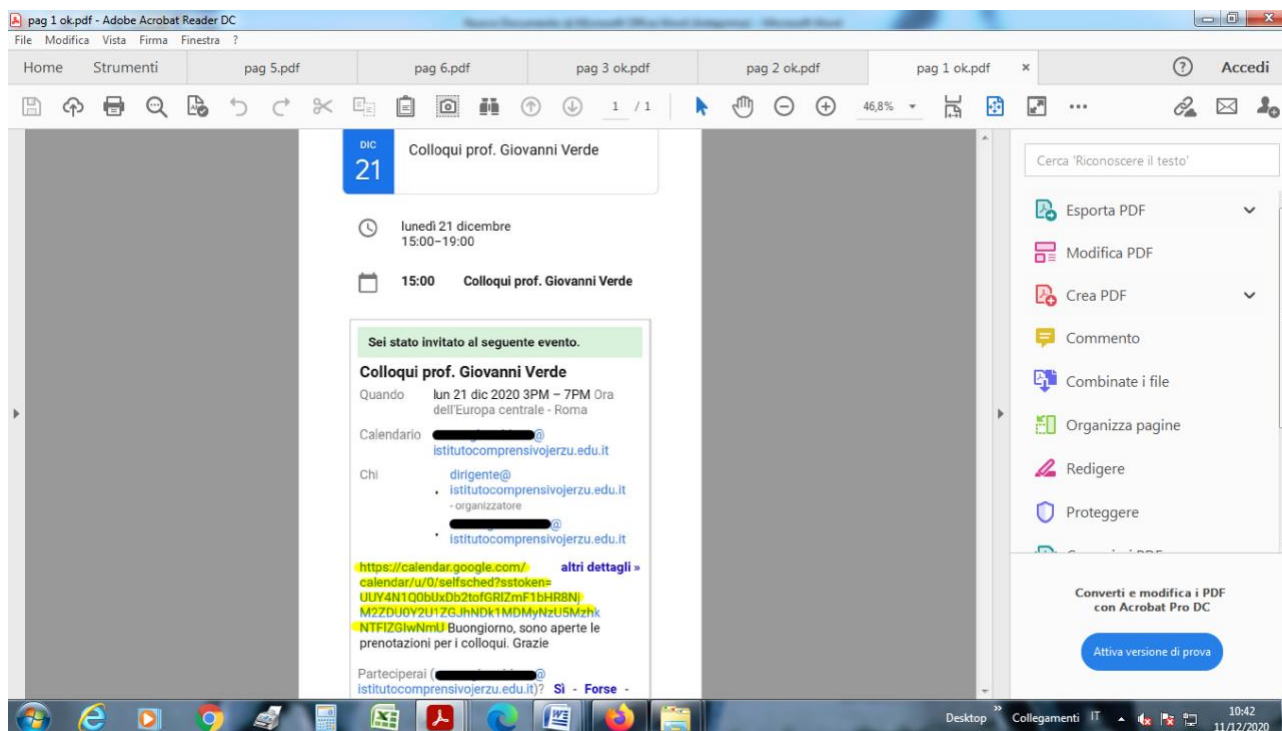 pag 1 ok.pdf - Adobe Acrobat Reader DC
File Modifica Vista Firma Finestra ?
Home Strumenti pag 5.pdf pag 6.pdf pag 3 ok.pdf pag 2 ok.pdf pag 1 ok.pdf × ? Accedi
1 / 1 46,8%
DIC
21
Colloqui prof. Giovanni Verde
lunedì 21 dicembre
15:00–19:00
15:00 Colloqui prof. Giovanni Verde
Sei stato invitato al seguente evento.
Colloqui prof. Giovanni Verde
Quando lun 21 dic 2020 3PM – 7PM Ora
dell'Europa centrale - Roma
Calendario @
istitutocomprensivojerzu.edu.it
Chi dirigente@
istitutocomprensivojerzu.edu.it
- organizzatore
@
istitutocomprensivojerzu.edu.it
https://calendar.google.com/ altri dettagli »
calendar/u/0/selfsched?sstoken=
UUY4N1Q0bUxDb2tofGRlZmF1bHR8Nj
M2ZDU0Y2U1ZGJhNDk1MDMyNzU5Mzhk
NTFlZGIwNmU Buongiorno, sono aperte le
prenotazioni per i colloqui. Grazie
Parteciperai ( @
istitutocomprensivojerzu.edu.it)? Sì - Forse -
Cerca 'Riconoscere il testo'
Esporta PDF
Modifica PDF
Crea PDF
Commento
Combinate i file
Organizza pagine
Redigere
Proteggere
Converti e modifica i PDF
con Acrobat Pro DC
Attiva versione di prova
Desktop » Collegamenti IT 10:42
11/12/2020